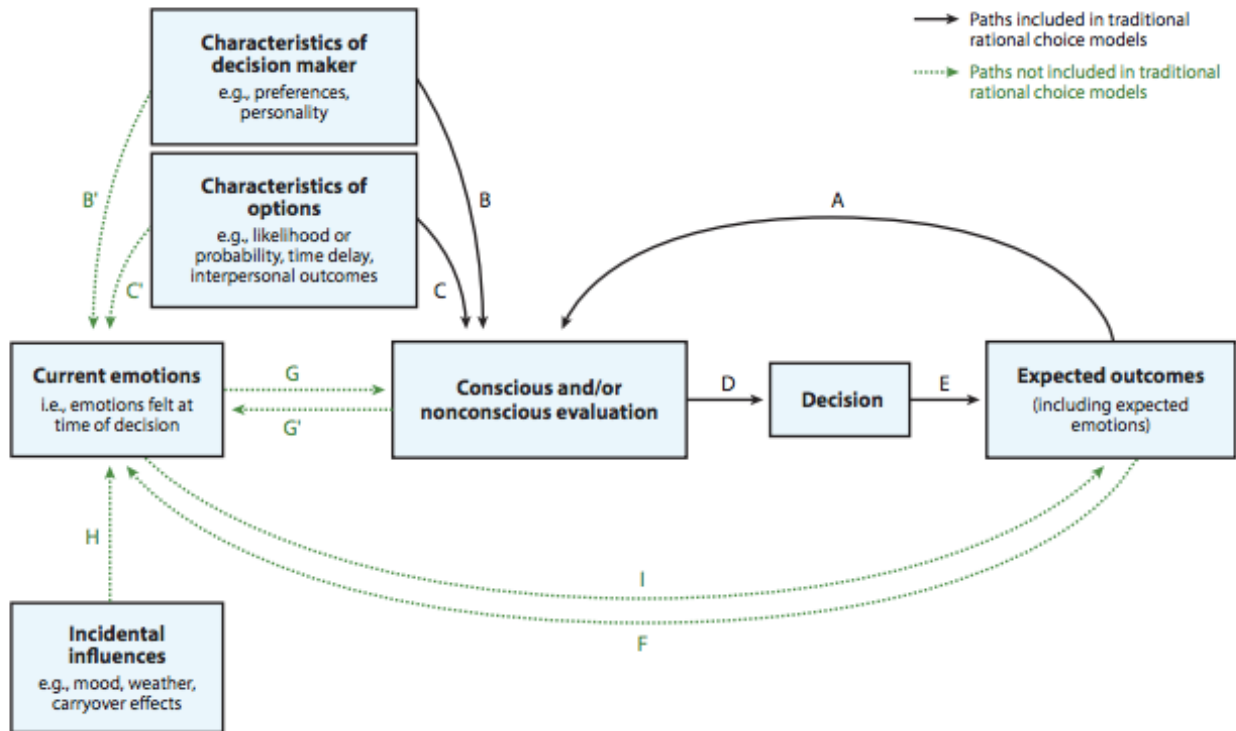 Characteristics of
decision maker
e.g., preferences,
personality
Paths included in traditional
rational choice models
Paths not included in traditional
rational choice models
Characteristics of
options
e.g., likelihood or
probability, time delay,
interpersonal outcomes
B'
B
A
C'
C
Current emotions
i.e., emotions felt at
time of decision
G
G'
Conscious and/or
nonconscious evaluation
D
Decision
E
Expected outcomes
(including expected
emotions)
H
I
F
Incidental
influences
e.g., mood, weather,
carryover effects